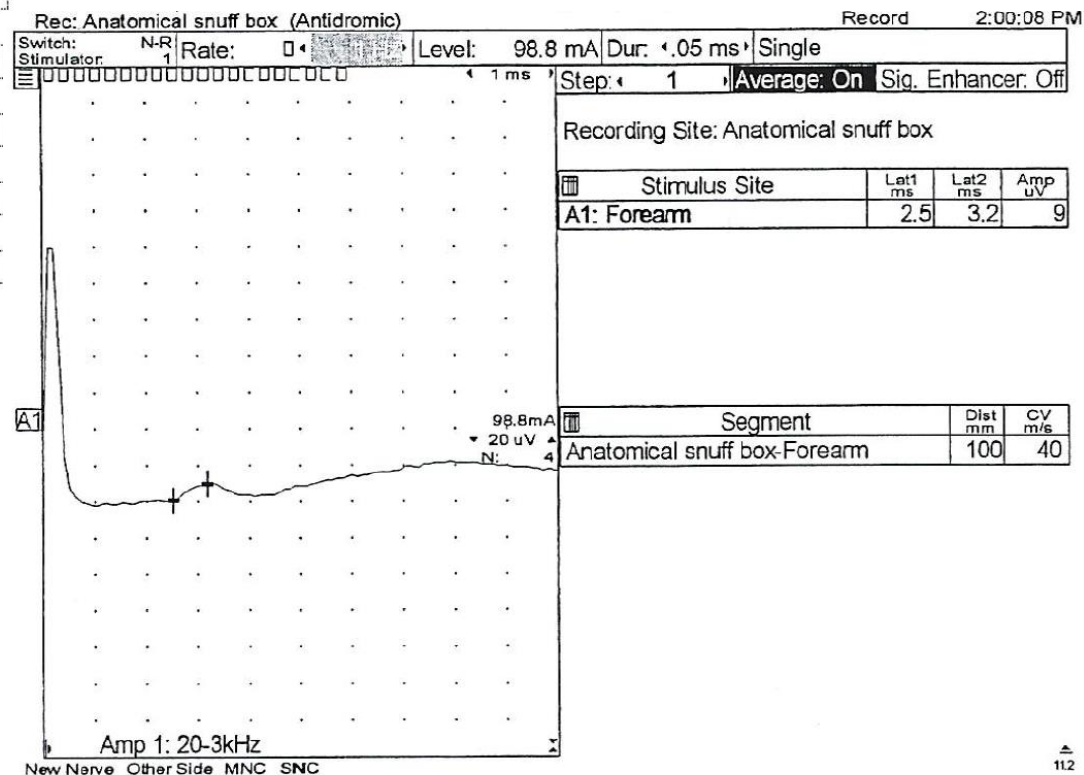 Rec: Anatomical snuff box (Antidromic)
Record 2:00:08 PM
Switch: N-R
Stimulator: 1
Rate:
Level: 98.8 mA
Dur: .05 ms
Single
1 ms
Step: 1
Average: On
Sig. Enhancer: Off
Recording Site: Anatomical snuff box
Stimulus Site Lat1 ms Lat2 ms Amp uV
A1: Forearm 2.5 3.2 9
A1
98.8mA
20 uV
N: 4
Segment Dist mm CV m/s
Anatomical snuff box-Forearm 100 40
Amp 1: 20-3kHz
New Nerve Other Side MNC SNC
11.2